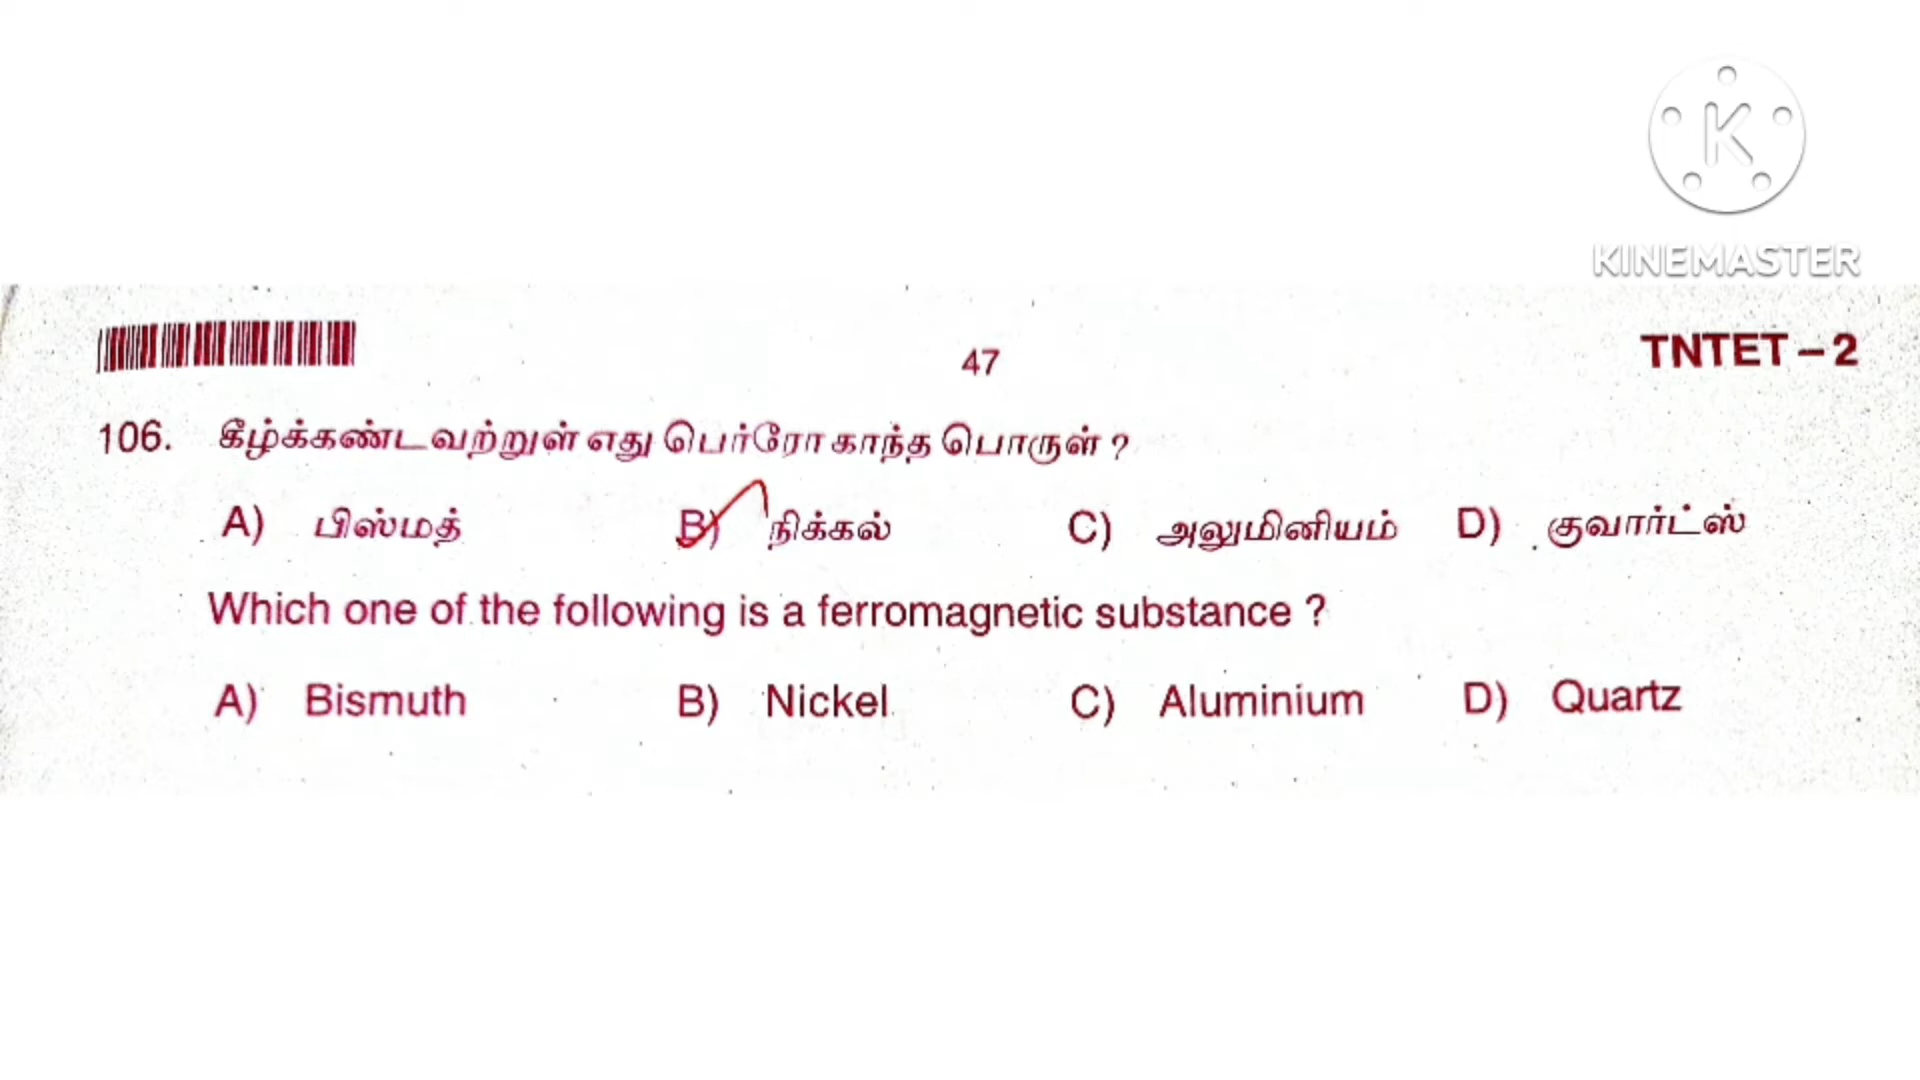 K
KINEMASTER
47
TNTET – 2
106. கீழ்க்கண்டவற்றுள் எது பெர்ரோ காந்த பொருள் ?
A) பிஸ்மத் B) நிக்கல் C) அலுமினியம் D) குவார்ட்ஸ்
Which one of the following is a ferromagnetic substance ?
A) Bismuth B) Nickel C) Aluminium D) Quartz